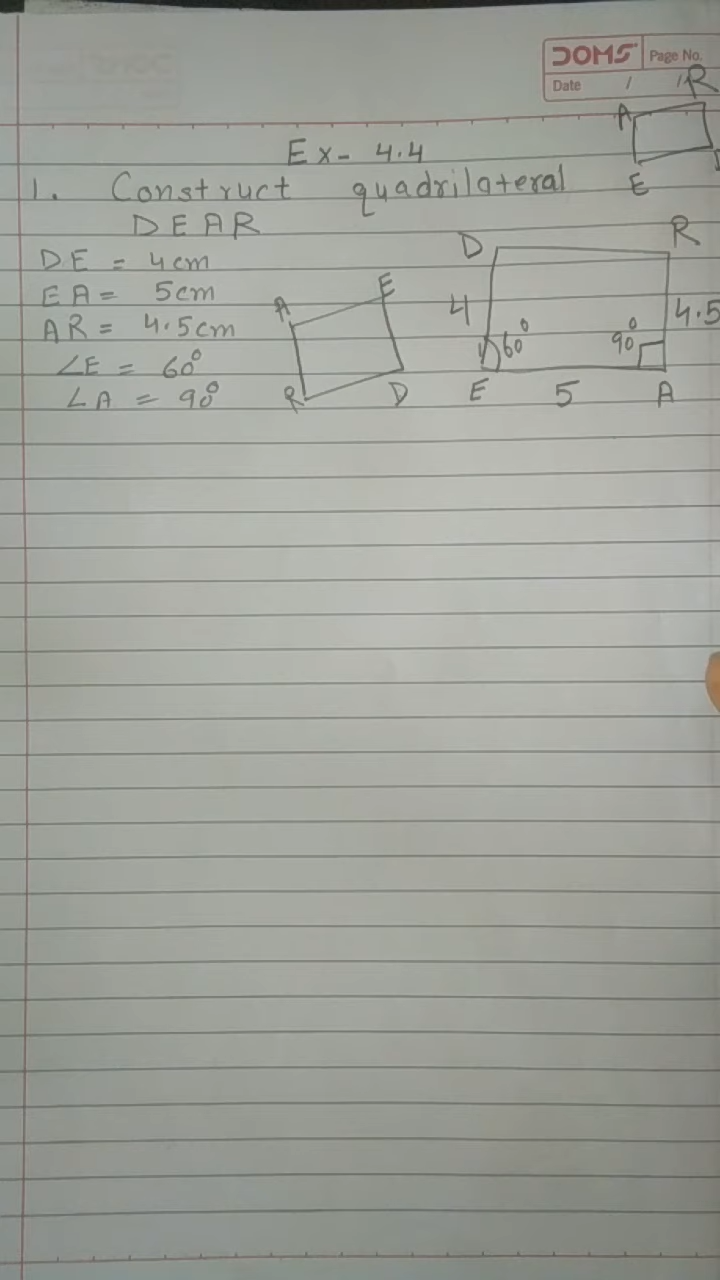 DOMS Page No.
Date / /
Ex- 4.4
1. Construct quadrilateral
DEAR
DE = 4cm
EA = 5cm
AR = 4.5cm
∠E = 60°
∠A = 90°
A E
R D
D R
4 60° 90° 4.5
E 5 A
A R
E